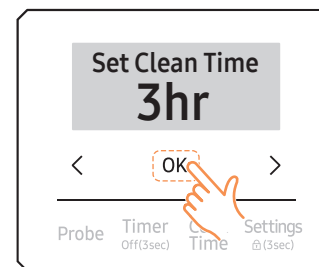 Set Clean Time
3hr
< OK >
Probe Timer Time Settings
Off(3sec) (3sec)